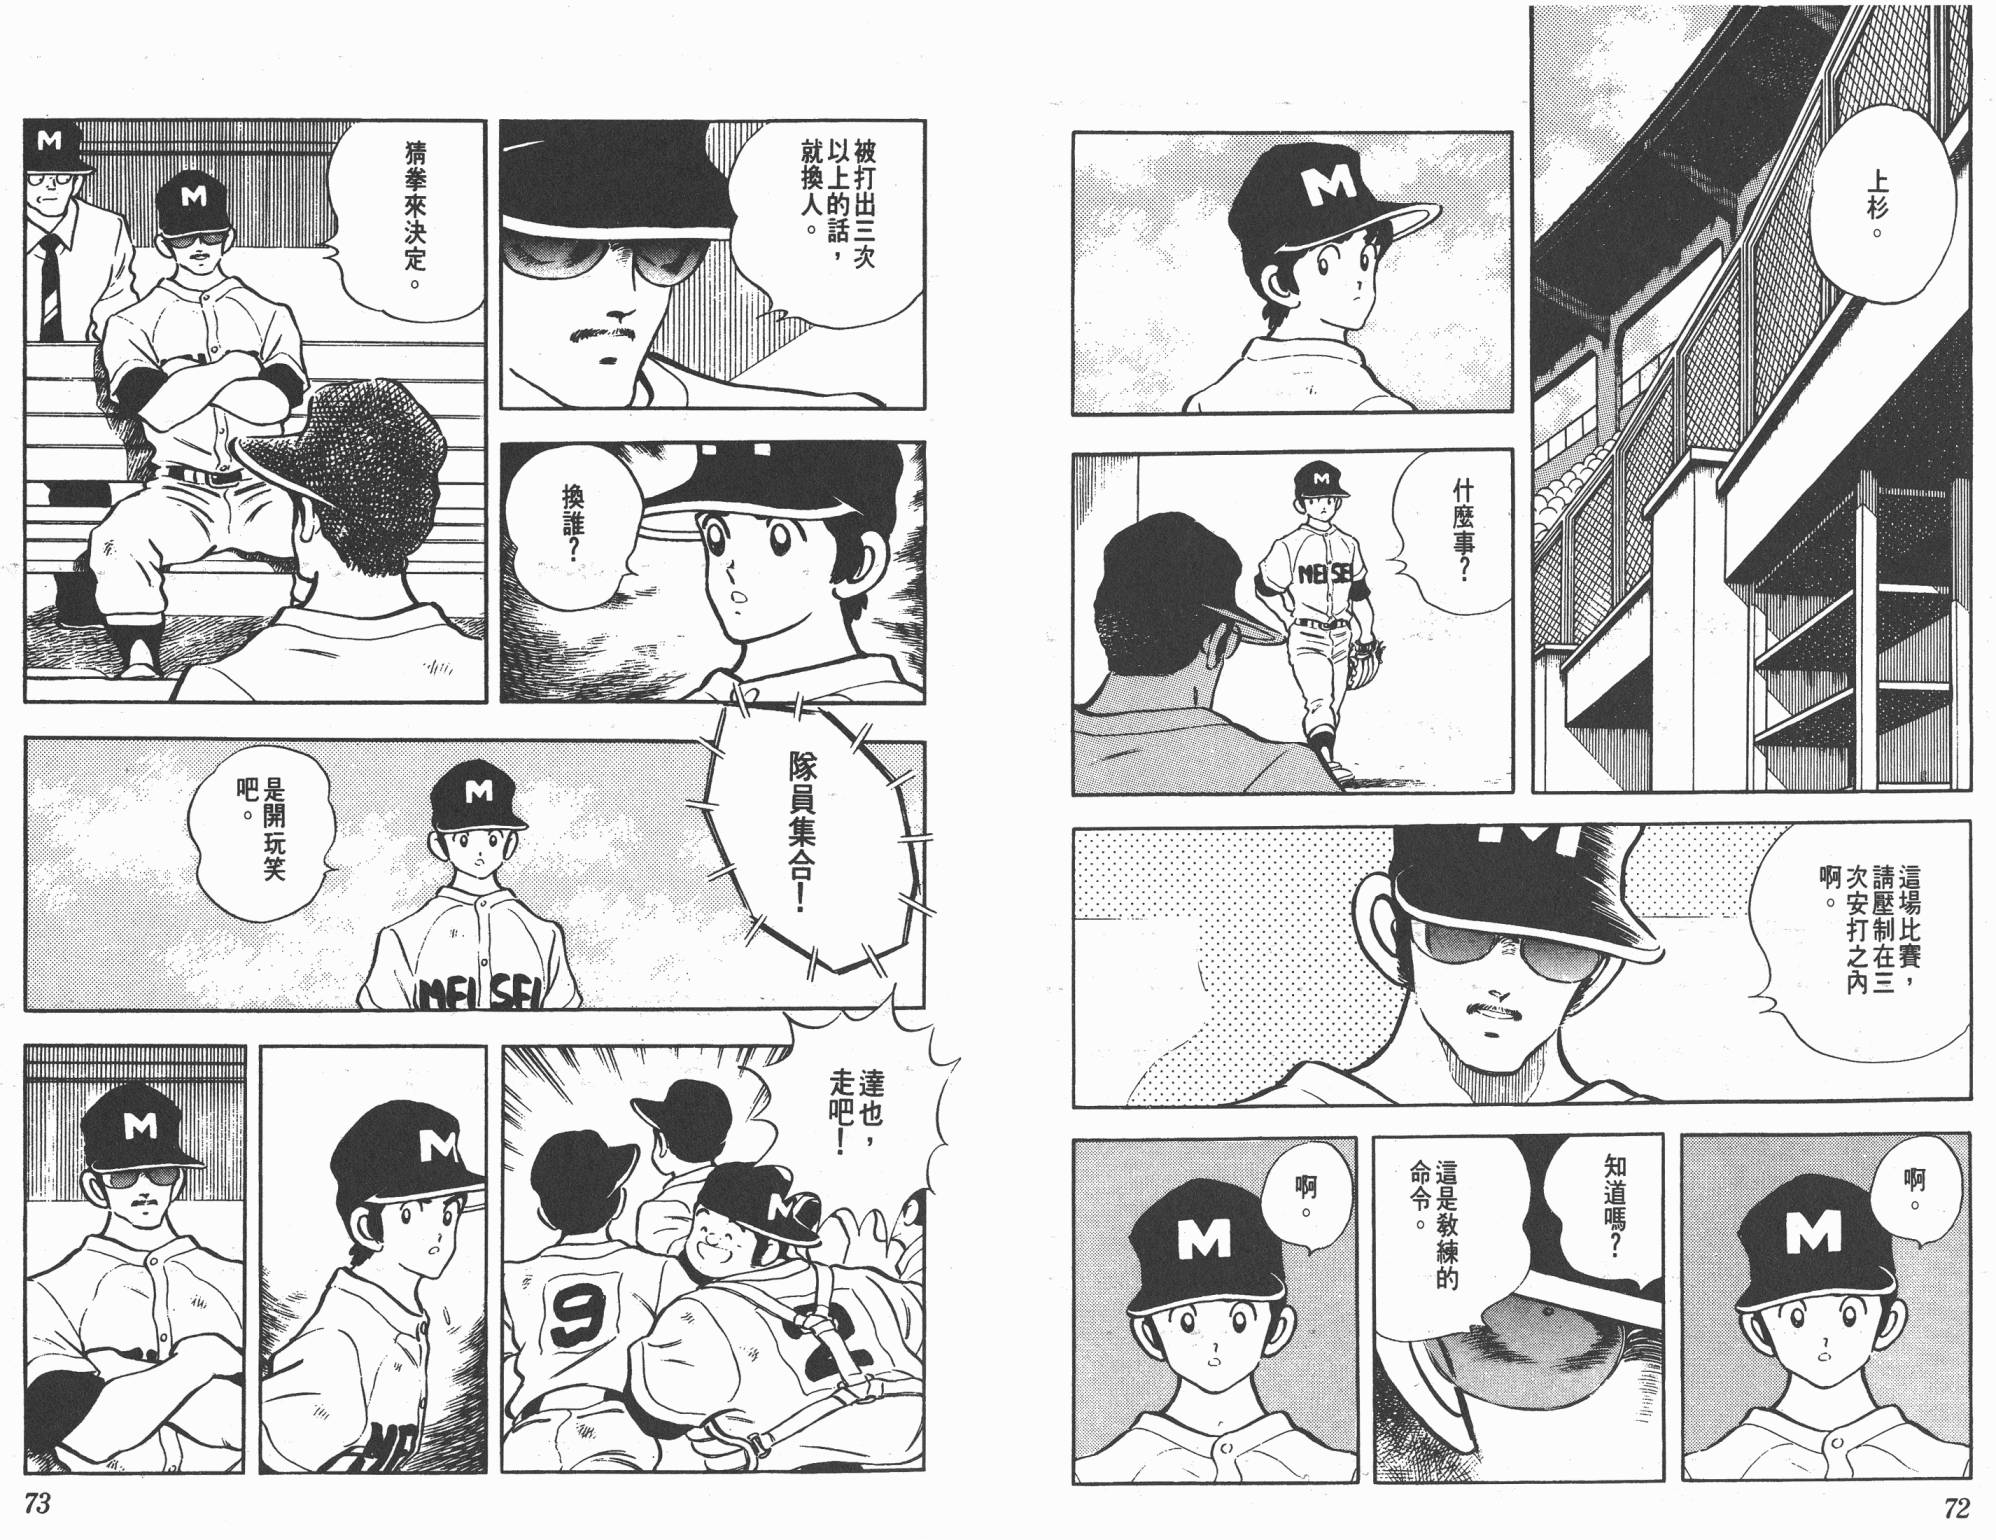 上杉。
M
什麼事?
M
MEISEI
這場比賽，
請壓制在三
次安打之內
啊。
M
啊。
M
知道嗎?
這是教練的
命令。
啊。
M
72
被打出三次
以上的話，
就換人。
換誰?
猜拳來決定。
M
M
隊員集合!
是開玩笑
吧。
M
MEISEI
達也，
走吧!
M
9
2
M
M
73